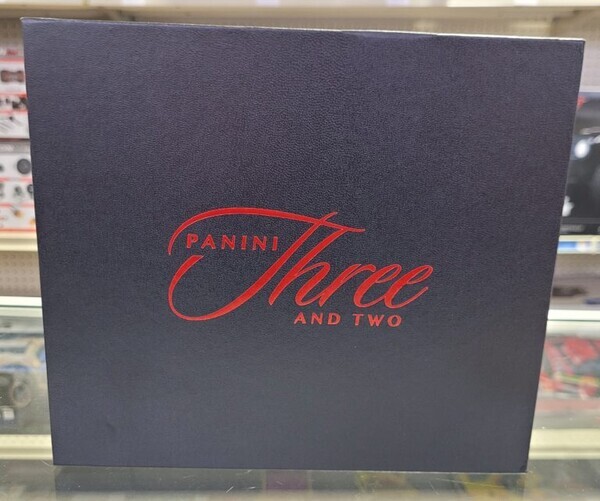 PANINI
Three
AND TWO